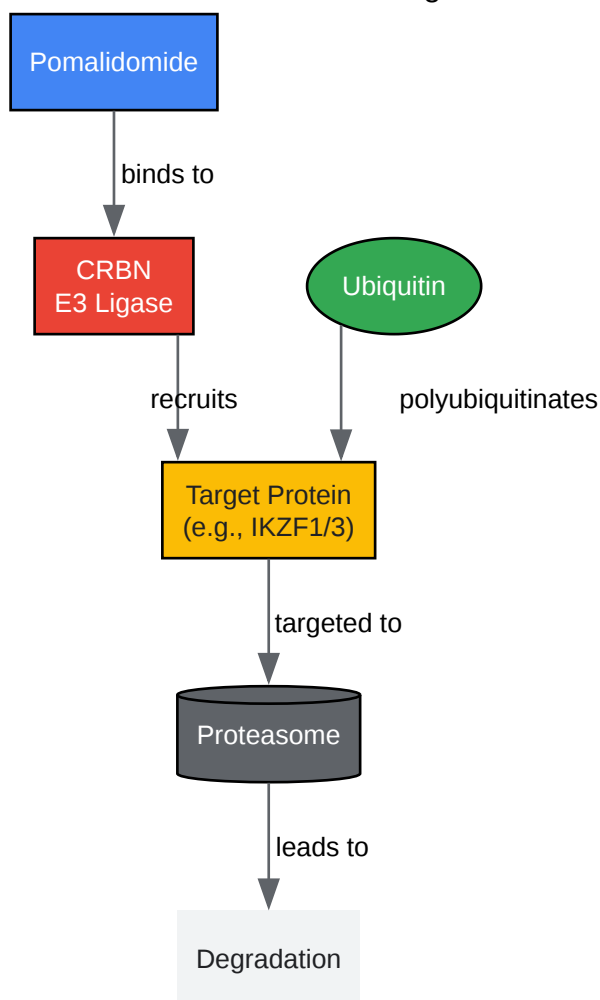 Pomalidomide
binds to
CRBN
E3 Ligase
Ubiquitin
recruits
polyubiquitinates
Target Protein
(e.g., IKZF1/3)
targeted to
Proteasome
leads to
Degradation